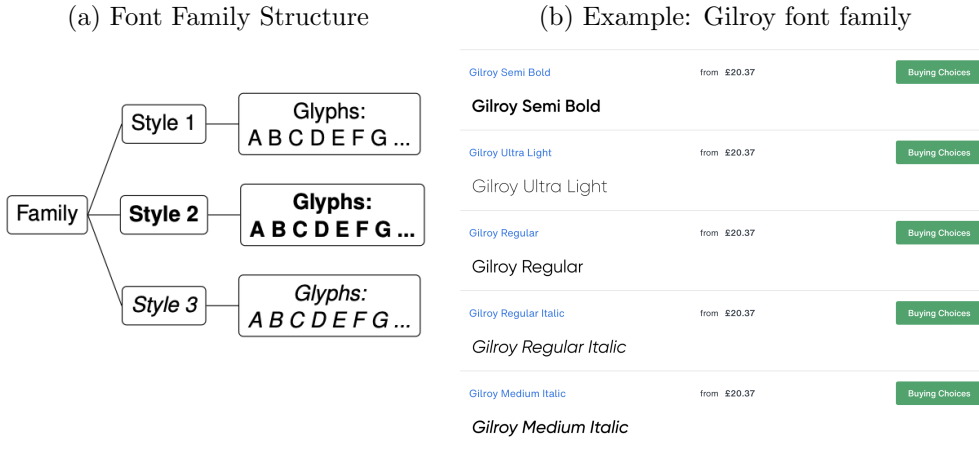 (a) Font Family Structure
Family
Style 1
Glyphs:
A B C D E F G ...
Style 2
Glyphs:
A B C D E F G ...
Style 3
Glyphs:
A B C D E F G ...
(b) Example: Gilroy font family
Gilroy Semi Bold from £20.37 Buying Choices
Gilroy Semi Bold
Gilroy Ultra Light from £20.37 Buying Choices
Gilroy Ultra Light
Gilroy Regular from £20.37 Buying Choices
Gilroy Regular
Gilroy Regular Italic from £20.37 Buying Choices
Gilroy Regular Italic
Gilroy Medium Italic from £20.37 Buying Choices
Gilroy Medium Italic